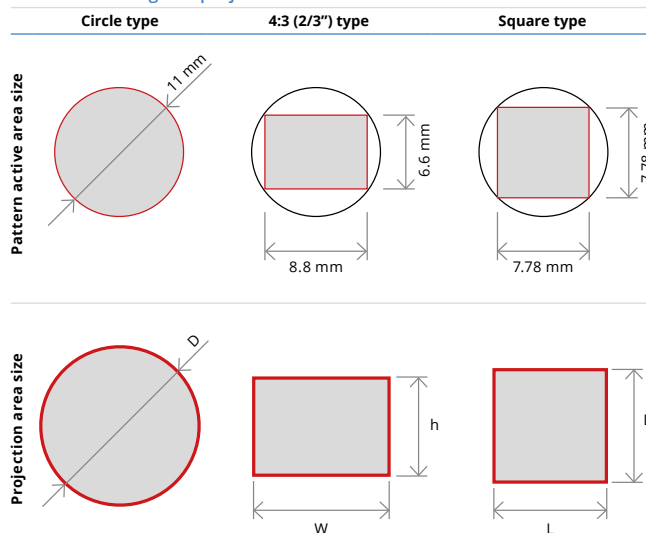 Circle type
4:3 (2/3”) type
Square type
Pattern active area size
11 mm
6.6 mm
8.8 mm
7.78 mm
Projection area size
D
h
W
L